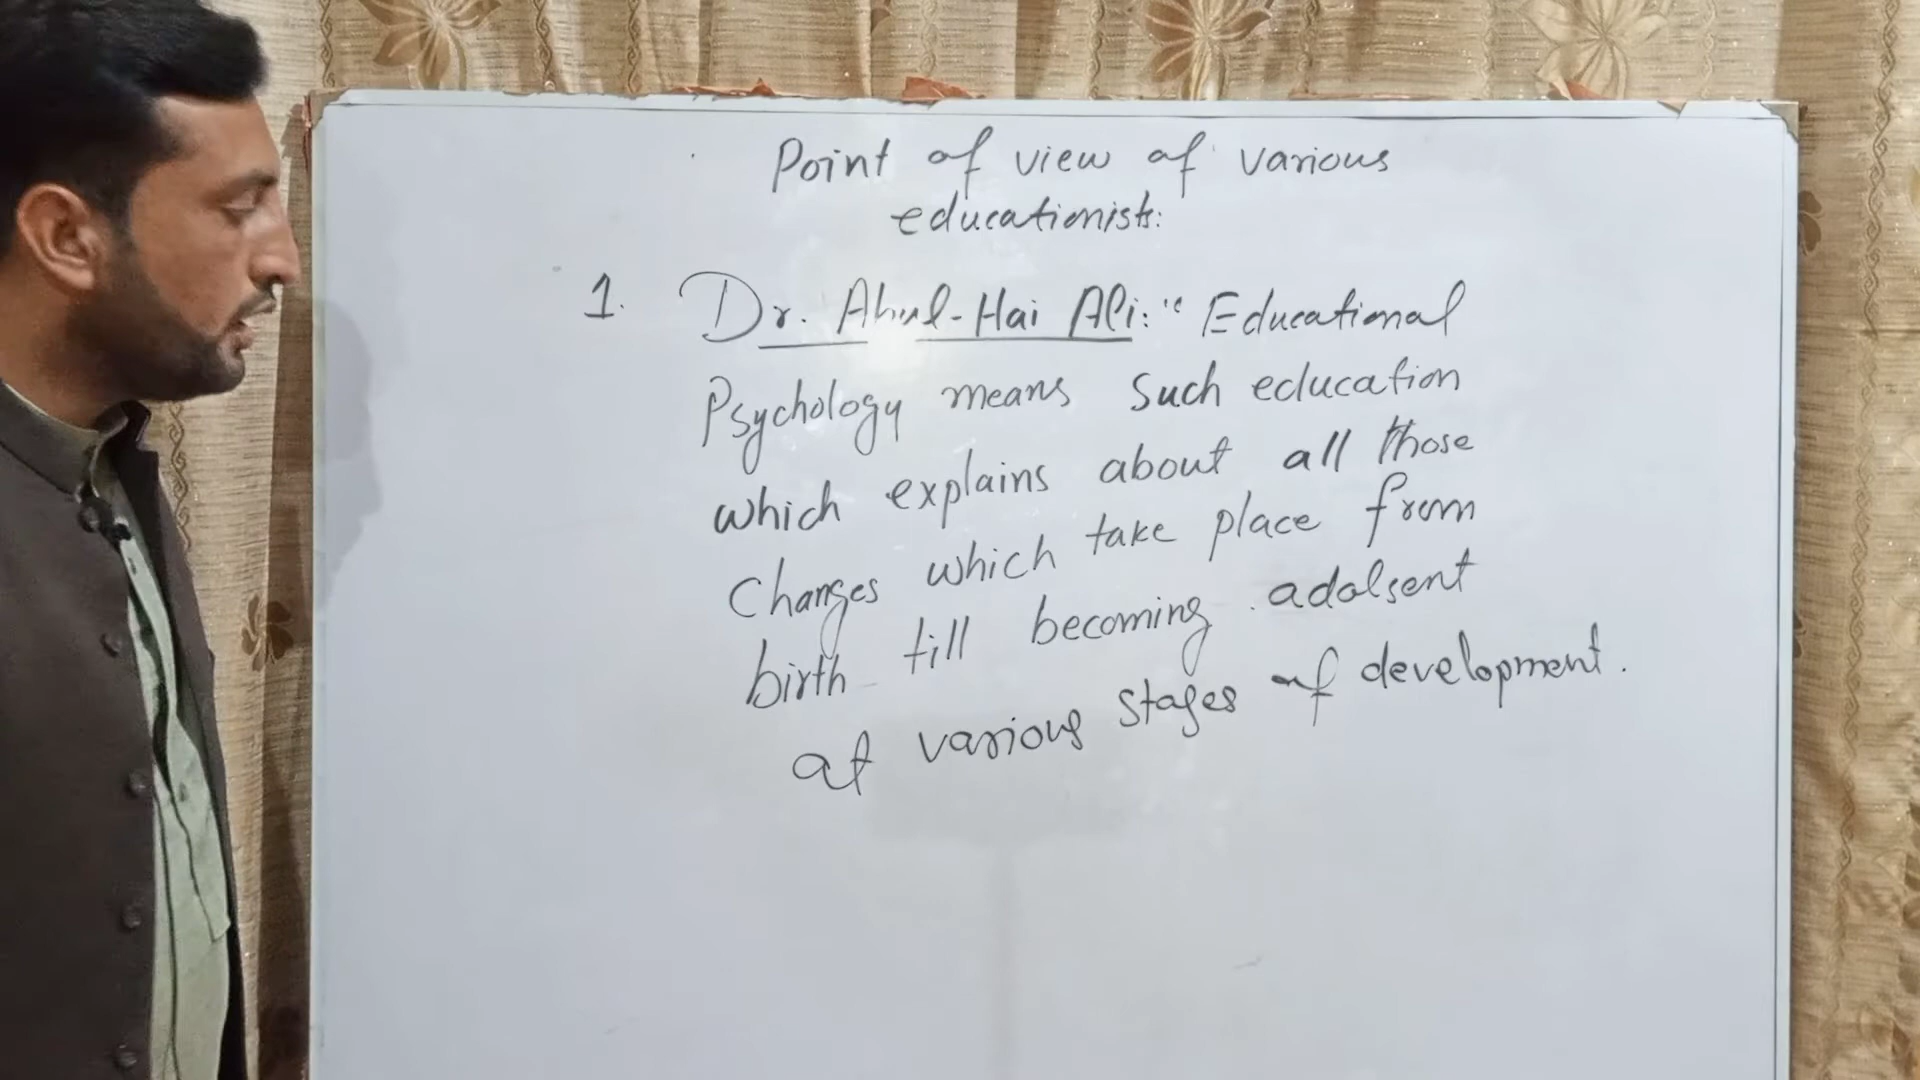 Point of view of various
educationists:
1. Dr. Abul-Hai Ali: "Educational
Psychology means such education
which explains about all those
changes which take place from
birth till becoming adolsent
at various stages of development.